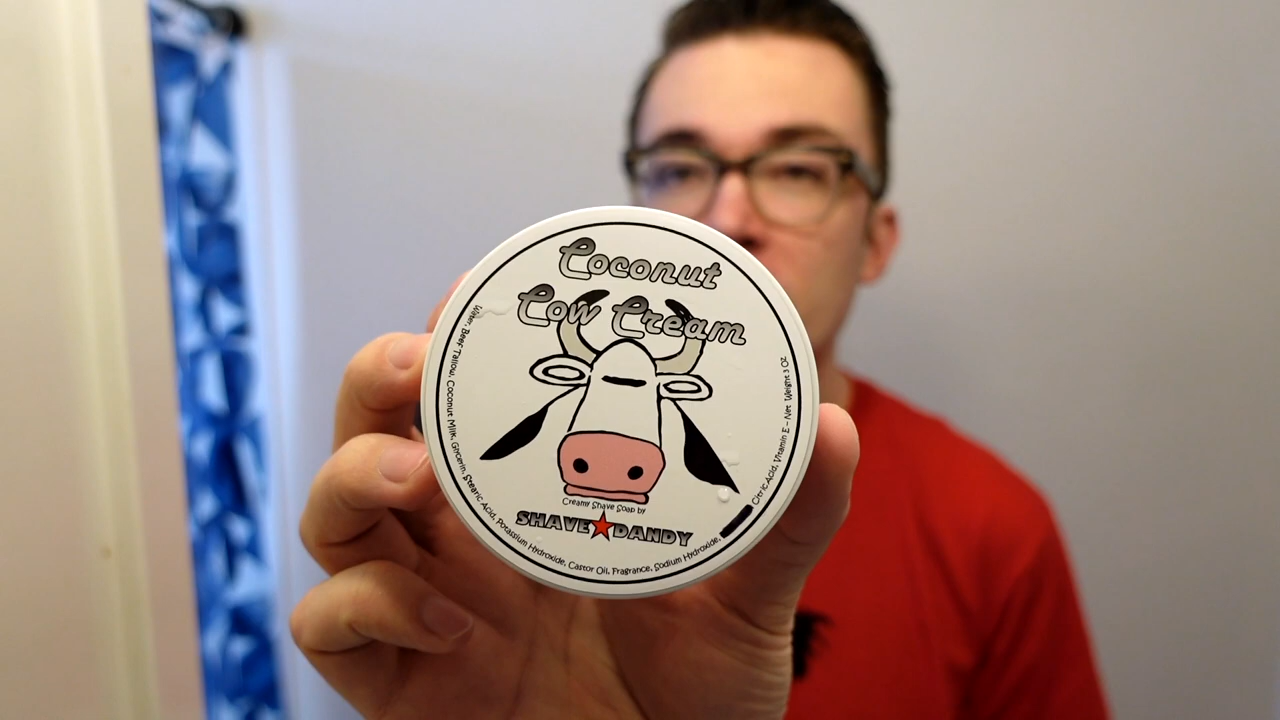 Coconut
Cow Cream
Water, Beef Tallow, Coconut Milk, Glycerin, Stearic Acid, Potassium Hydroxide, Castor Oil, Fragrance, Sodium Hydroxide,
Citric Acid, Vitamin E - Net Weight 3 Oz
Creamy Shave Soap by
SHAVE DANDY